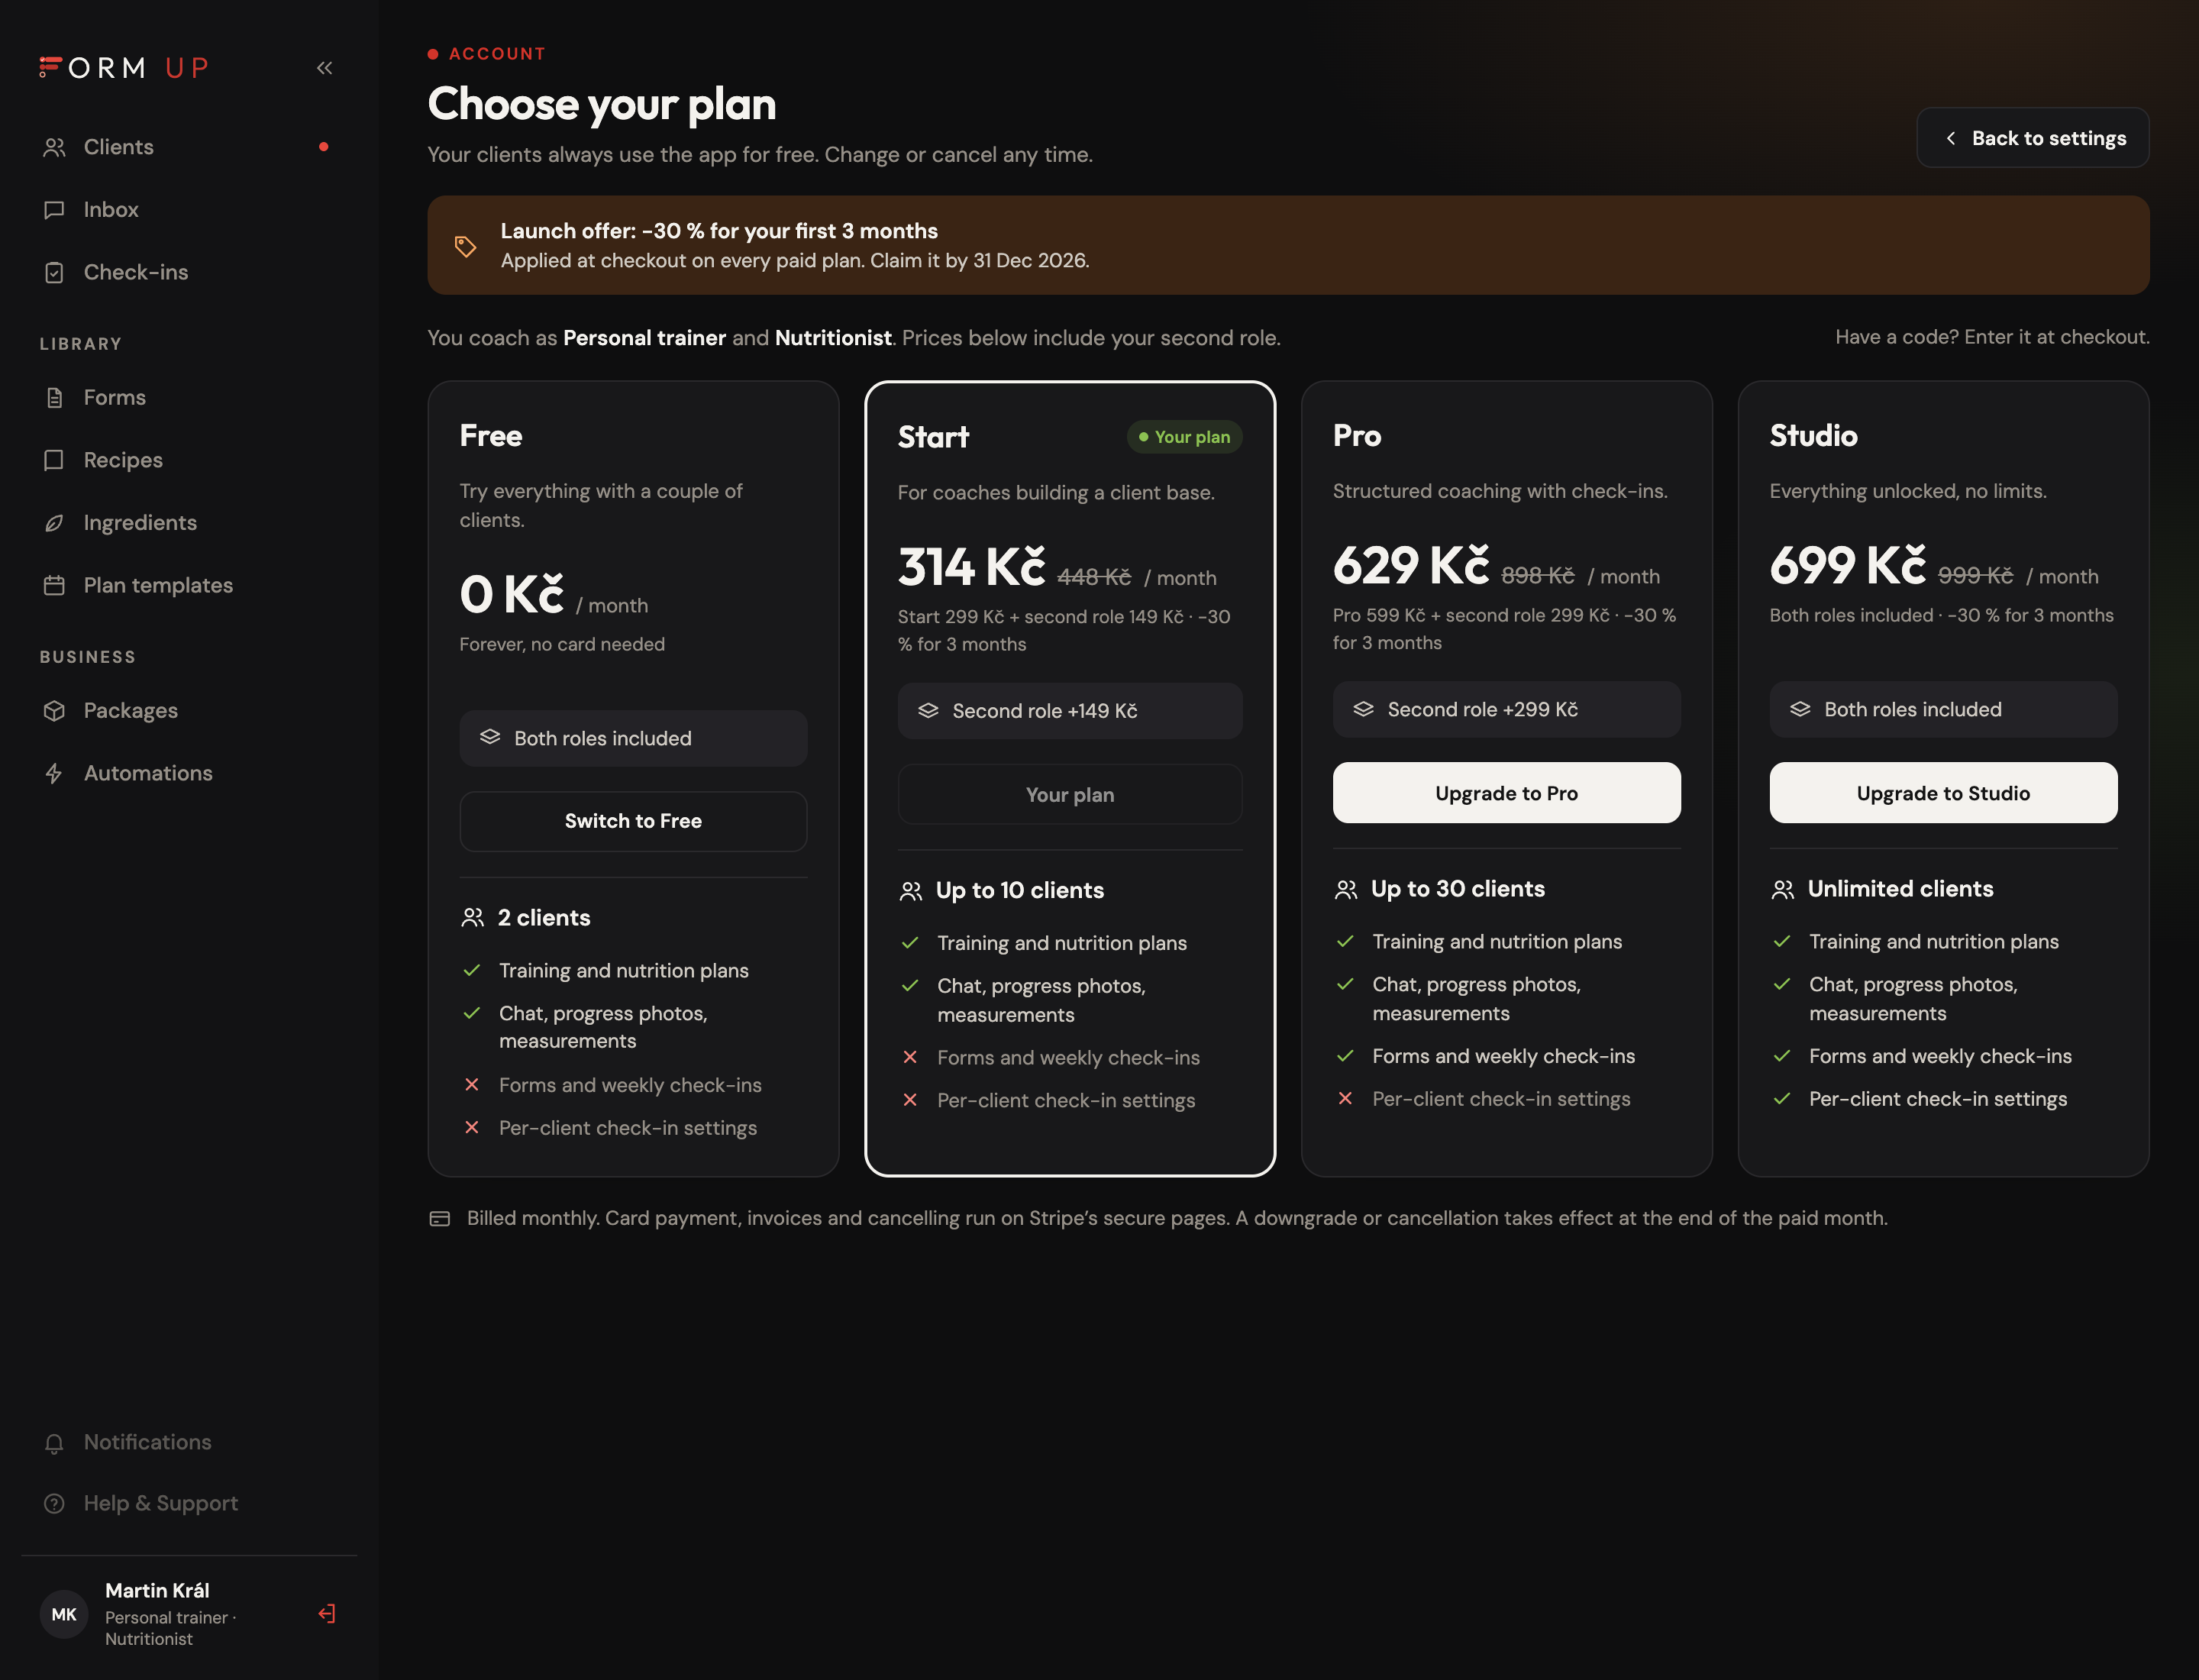 FORM UP
Clients
Inbox
Check-ins
LIBRARY
Forms
Recipes
Ingredients
Plan templates
BUSINESS
Packages
Automations
Notifications
Help & Support
MK
Martin Král
Personal trainer ·
Nutritionist
ACCOUNT
Choose your plan
Your clients always use the app for free. Change or cancel any time.
Back to settings
Launch offer: -30 % for your first 3 months
Applied at checkout on every paid plan. Claim it by 31 Dec 2026.
You coach as Personal trainer and Nutritionist. Prices below include your second role.
Have a code? Enter it at checkout.
Free
Try everything with a couple of
clients.
0 Kč / month
Forever, no card needed
Both roles included
Switch to Free
2 clients
Training and nutrition plans
Chat, progress photos,
measurements
Forms and weekly check-ins
Per-client check-in settings
Start
Your plan
For coaches building a client base.
314 Kč 448 Kč / month
Start 299 Kč + second role 149 Kč · -30
% for 3 months
Second role +149 Kč
Your plan
Up to 10 clients
Training and nutrition plans
Chat, progress photos,
measurements
Forms and weekly check-ins
Per-client check-in settings
Pro
Structured coaching with check-ins.
629 Kč 898 Kč / month
Pro 599 Kč + second role 299 Kč · -30 %
for 3 months
Second role +299 Kč
Upgrade to Pro
Up to 30 clients
Training and nutrition plans
Chat, progress photos,
measurements
Forms and weekly check-ins
Per-client check-in settings
Studio
Everything unlocked, no limits.
699 Kč 999 Kč / month
Both roles included · -30 % for 3 months
Both roles included
Upgrade to Studio
Unlimited clients
Training and nutrition plans
Chat, progress photos,
measurements
Forms and weekly check-ins
Per-client check-in settings
Billed monthly. Card payment, invoices and cancelling run on Stripe’s secure pages. A downgrade or cancellation takes effect at the end of the paid month.